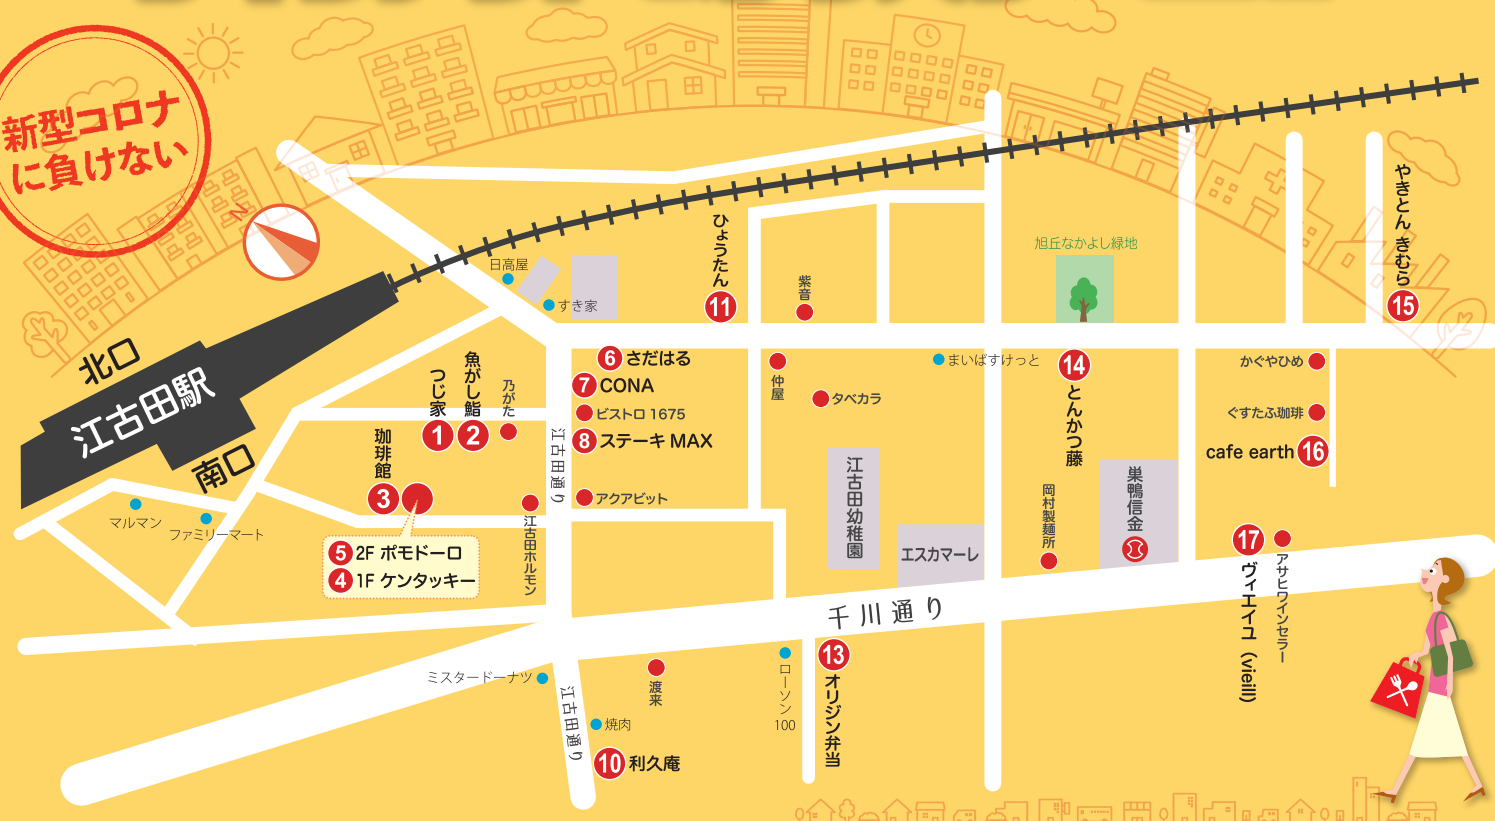 新型コロナ
に負けない
N
北口
江古田駅
南口
日高屋
すき家
ひょうたん
11
紫音
旭丘なかよし緑地
やきとん きむら
15
魚がし鮨
2
つじ家
1
乃がた
珈琲館
3
6 さだはる
7 CONA
ビストロ 1675
8 ステーキ MAX
アクアビット
江古田通り
仲屋
タベカラ
まいばすけっと
14
とんかつ藤
かぐやひめ
ぐすたふ珈琲
cafe earth 16
江古田幼稚園
エスカマーレ
岡村製麺所
巣鴨信金
マルマン
ファミリーマート
5 2F ポモドーロ
4 1F ケンタッキー
江古田ホルモン
17
ヴィエイユ（vieill）
アサヒワインセラー
千川通り
ミスタードーナツ
江古田通り
焼肉
10 利久庵
渡来
ローソン100
13
オリジン弁当